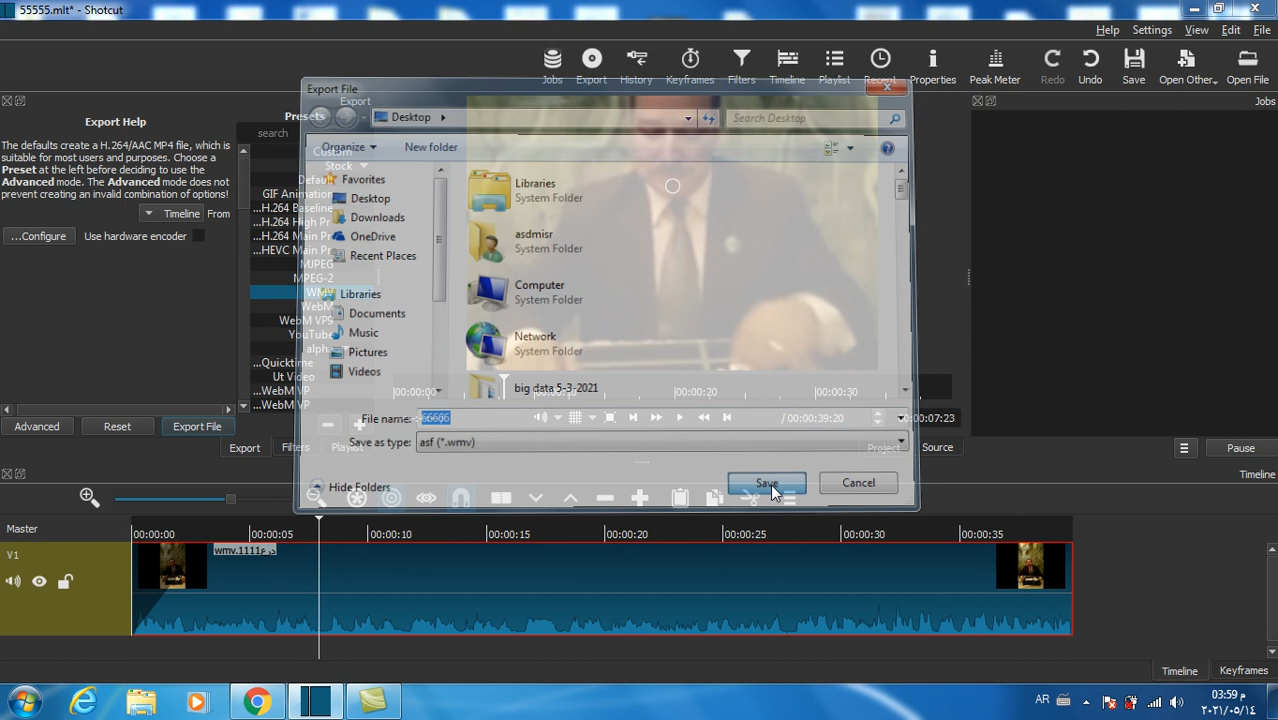 55555.mlt* - Shotcut
Help Settings View Edit File
Jobs Export History Keyframes Filters Timeline Playlist Recent Properties Peak Meter Redo Undo Save Open Other... Open File
Export Help
The defaults create a H.264/AAC MP4 file, which is
suitable for most users and purposes. Choose a
Preset at the left before deciding to use the
Advanced mode. The Advanced mode does not
prevent creating an invalid combination of options!
Timeline From
...Configure Use hardware encoder
Export
Presets
search
Custom
Stock
Defau
GIF Animation
...H.264 Baseline
...H.264 High Pr
...H.264 Main Pr
...HEVC Main Pr
MJPEG
MPEG-2
WMV
WebM
WebM VP9
YouTube
alpha
...Quicktime
Ut Video
...WebM VP
...WebM VP
Advanced Reset Export File
Export Filters Playlist
Export File
Desktop
Search Desktop
Organize New folder
Favorites
Desktop
Downloads
OneDrive
Recent Places
Libraries
Documents
Music
Pictures
Videos
Libraries
System Folder
asdmisr
System Folder
Computer
System Folder
Network
System Folder
big data 5-3-2021
00:00:00 00:00:20 00:00:30
File name: 66606
/ 00:00:39:20 00:00:07:23
Save as type: asf (*.wmv)
Project Source
Hide Folders Save Cancel
Jobs
Pause
Timeline
Master
00:00:00 00:00:05 00:00:10 00:00:15 00:00:20 00:00:25 00:00:30 00:00:35
V1
در ع1111.wmv
Timeline Keyframes
AR
03:59 م
٢٠٢١/٠٥/١٤